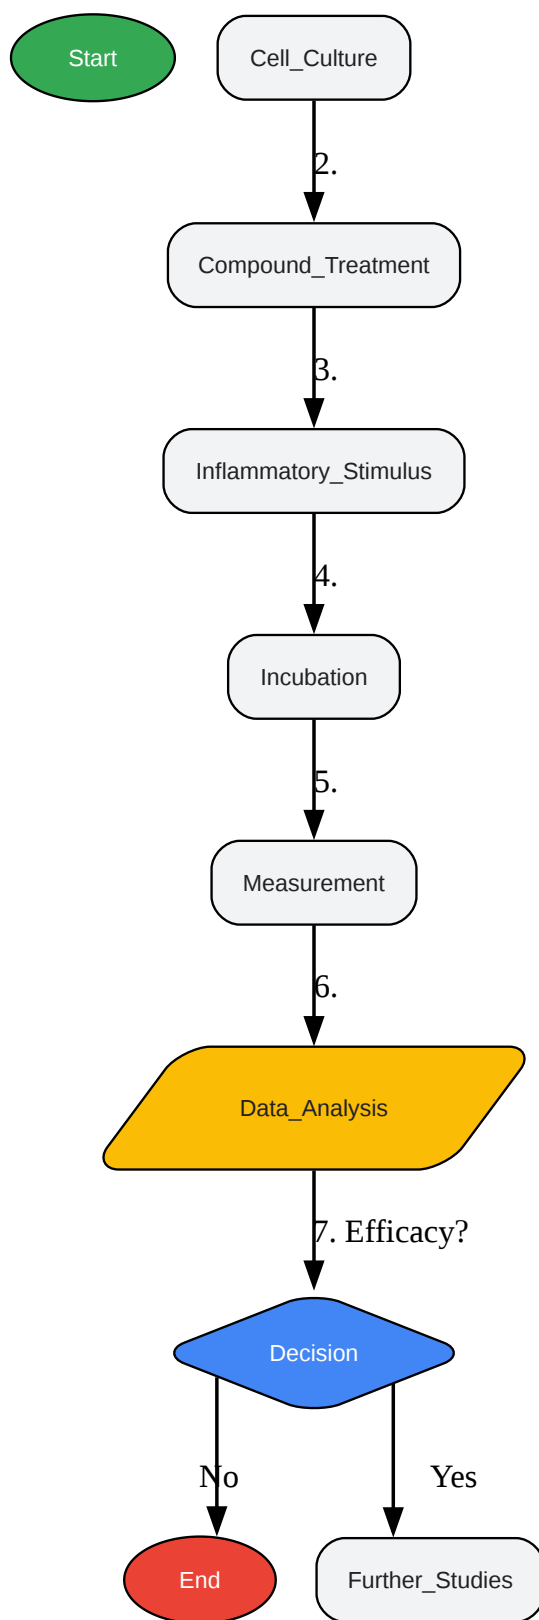 Start
Cell_Culture
2.
Compound_Treatment
3.
Inflammatory_Stimulus
4.
Incubation
5.
Measurement
6.
Data_Analysis
7. Efficacy?
Decision
No
Yes
End
Further_Studies